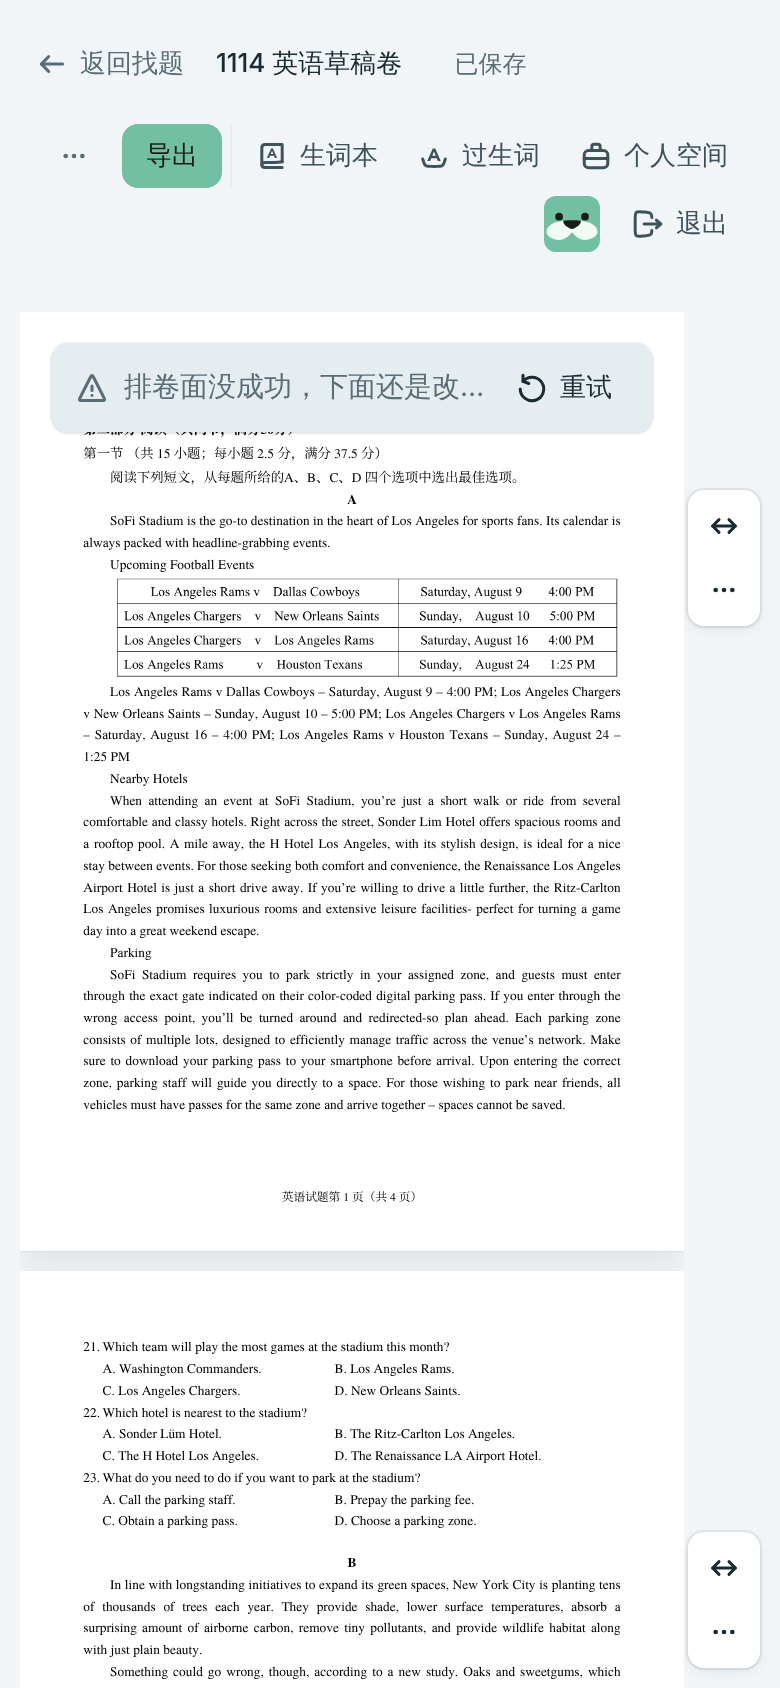 返回找题 1114 英语草稿卷 已保存
导出 生词本 过生词 个人空间
退出
排卷面没成功，下面还是改... 重试
第一节 （共 15 小题；每小题 2.5 分，满分 37.5 分）
阅读下列短文，从每题所给的A、B、C、D 四个选项中选出最佳选项。
A
SoFi Stadium is the go-to destination in the heart of Los Angeles for sports fans. Its calendar is
always packed with headline-grabbing events.
Upcoming Football Events
Los Angeles Rams v Dallas Cowboys Saturday, August 9 4:00 PM
Los Angeles Chargers v New Orleans Saints Sunday, August 10 5:00 PM
Los Angeles Chargers v Los Angeles Rams Saturday, August 16 4:00 PM
Los Angeles Rams v Houston Texans Sunday, August 24 1:25 PM
Los Angeles Rams v Dallas Cowboys – Saturday, August 9 – 4:00 PM; Los Angeles Chargers
v New Orleans Saints – Sunday, August 10 – 5:00 PM; Los Angeles Chargers v Los Angeles Rams
– Saturday, August 16 – 4:00 PM; Los Angeles Rams v Houston Texans – Sunday, August 24 –
1:25 PM
Nearby Hotels
When attending an event at SoFi Stadium, you’re just a short walk or ride from several
comfortable and classy hotels. Right across the street, Sonder Lim Hotel offers spacious rooms and
a rooftop pool. A mile away, the H Hotel Los Angeles, with its stylish design, is ideal for a nice
stay between events. For those seeking both comfort and convenience, the Renaissance Los Angeles
Airport Hotel is just a short drive away. If you’re willing to drive a little further, the Ritz-Carlton
Los Angeles promises luxurious rooms and extensive leisure facilities- perfect for turning a game
day into a great weekend escape.
Parking
SoFi Stadium requires you to park strictly in your assigned zone, and guests must enter
through the exact gate indicated on their color-coded digital parking pass. If you enter through the
wrong access point, you’ll be turned around and redirected-so plan ahead. Each parking zone
consists of multiple lots, designed to efficiently manage traffic across the venue’s network. Make
sure to download your parking pass to your smartphone before arrival. Upon entering the correct
zone, parking staff will guide you directly to a space. For those wishing to park near friends, all
vehicles must have passes for the same zone and arrive together – spaces cannot be saved.
英语试题第 1 页（共 4 页）
21. Which team will play the most games at the stadium this month?
A. Washington Commanders. B. Los Angeles Rams.
C. Los Angeles Chargers. D. New Orleans Saints.
22. Which hotel is nearest to the stadium?
A. Sonder Lüm Hotel. B. The Ritz-Carlton Los Angeles.
C. The H Hotel Los Angeles. D. The Renaissance LA Airport Hotel.
23. What do you need to do if you want to park at the stadium?
A. Call the parking staff. B. Prepay the parking fee.
C. Obtain a parking pass. D. Choose a parking zone.
B
In line with longstanding initiatives to expand its green spaces, New York City is planting tens
of thousands of trees each year. They provide shade, lower surface temperatures, absorb a
surprising amount of airborne carbon, remove tiny pollutants, and provide wildlife habitat along
with just plain beauty.
Something could go wrong, though, according to a new study. Oaks and sweetgums, which